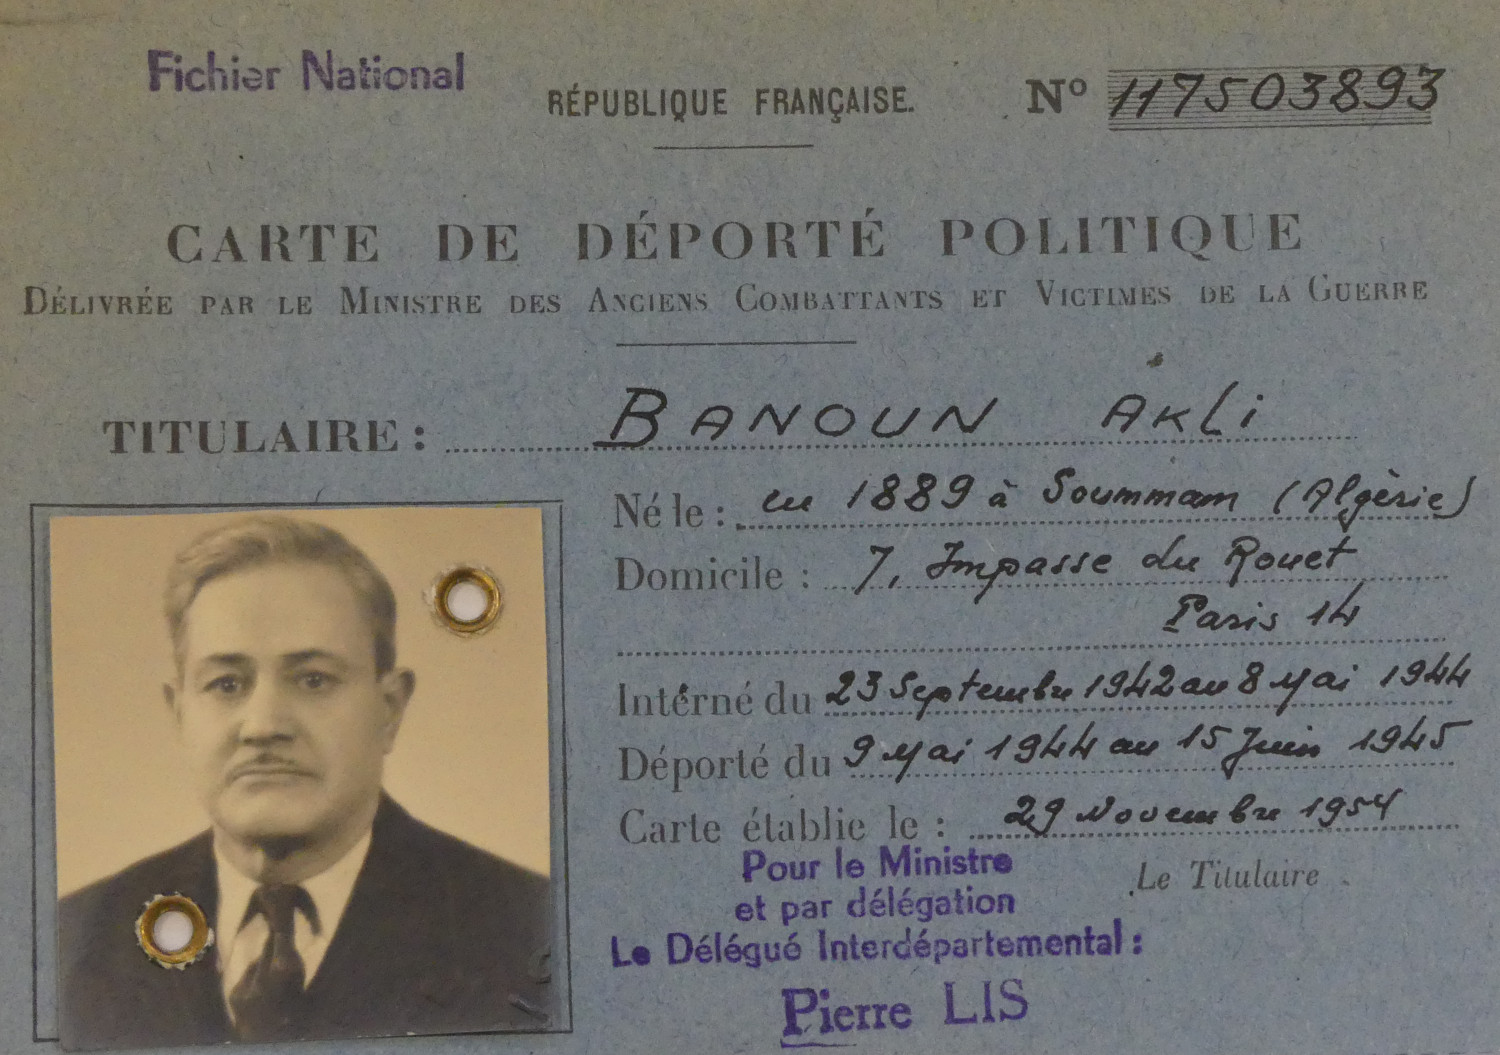 Fichier National
RÉPUBLIQUE FRANÇAISE.
N° 117503893
CARTE DE DÉPORTÉ POLITIQUE
DÉLIVRÉE PAR LE MINISTRE DES ANCIENS COMBATTANTS ET VICTIMES DE LA GUERRE
TITULAIRE : BANOUN AKLi
Né le : en 1889 à Soummam (Algérie)
Domicile : 7, Impasse du Rouet
Paris 14
Interné du 23 Septembre 1942 au 8 Mai 1944
Déporté du 9 Mai 1944 au 15 Juin 1945
Carte établie le : 29 Novembre 1954
Pour le Ministre
et par délégation
Le Titulaire
Le Délégué Interdépartemental :
Pierre LIS